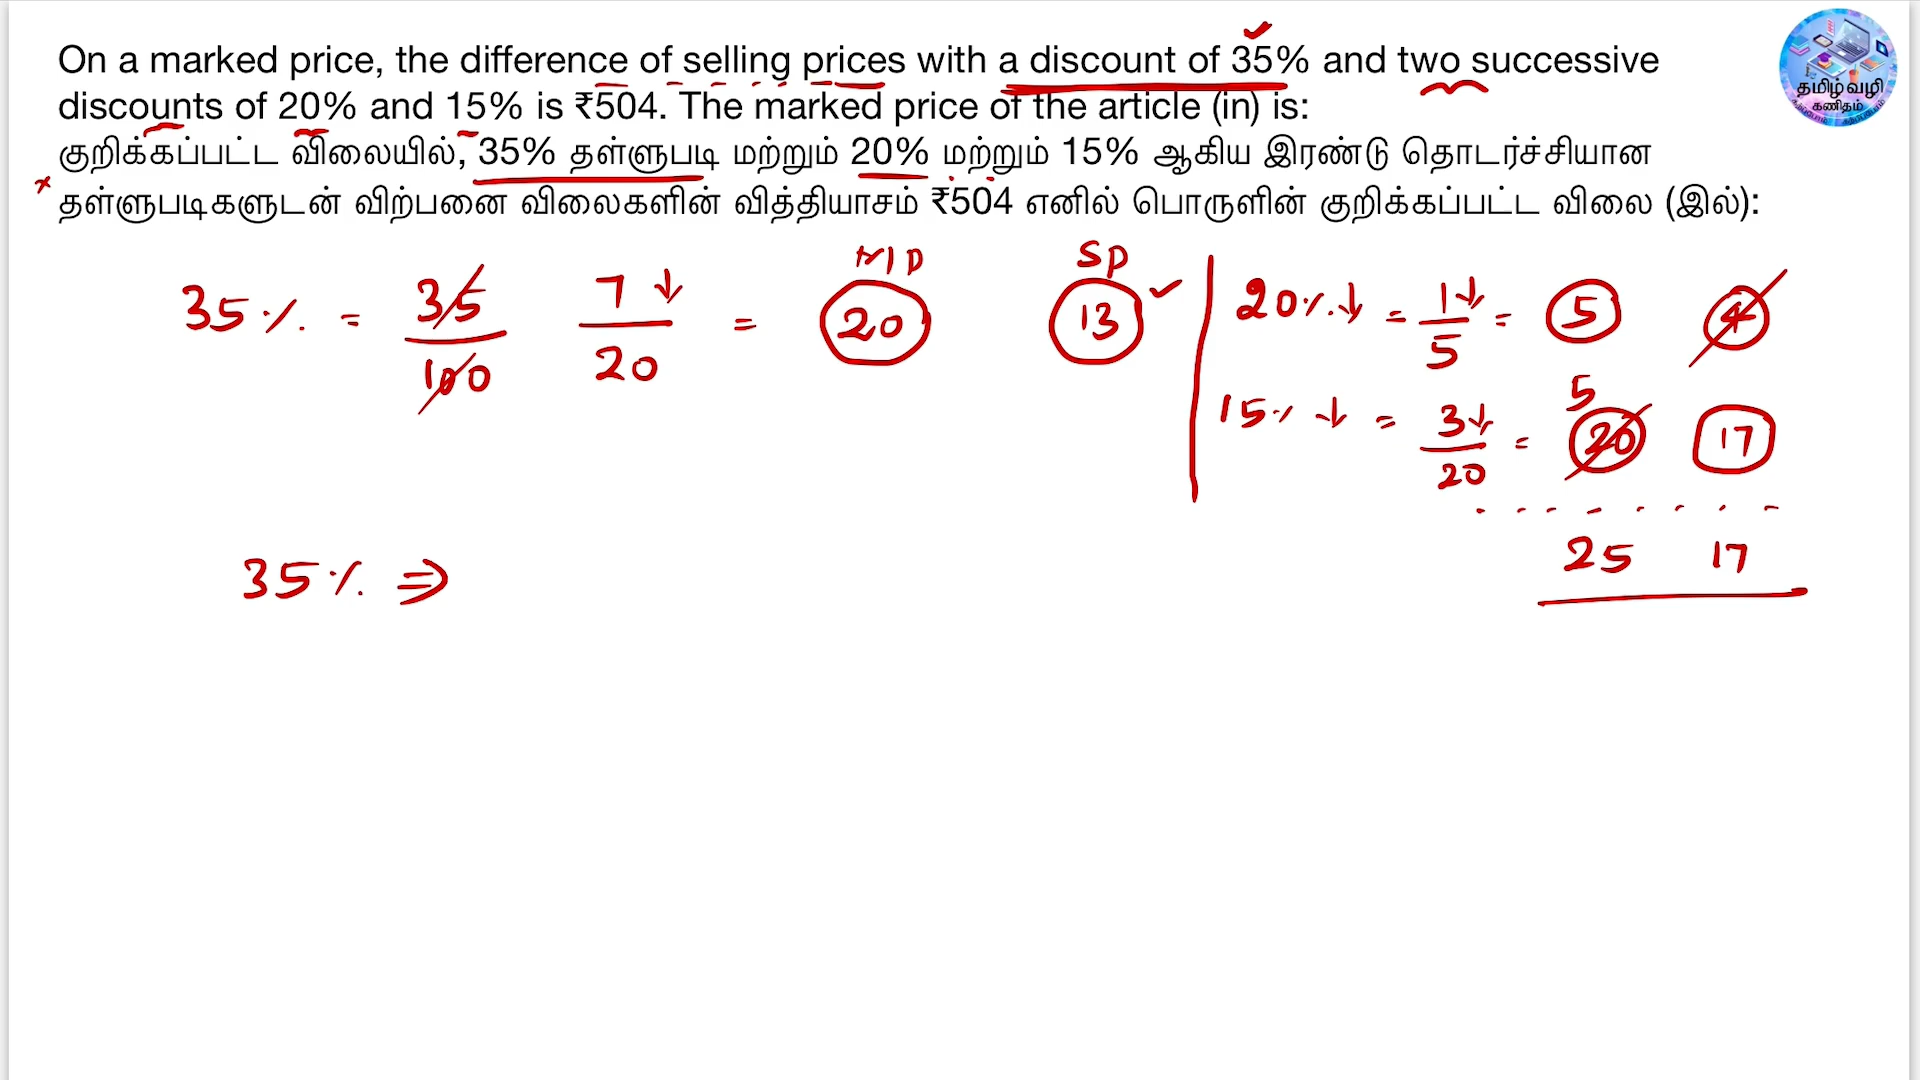 On a marked price, the difference of selling prices with a discount of 35% and two successive
discounts of 20% and 15% is ₹504. The marked price of the article (in) is:
குறிக்கப்பட்ட விலையில், 35% தள்ளுபடி மற்றும் 20% மற்றும் 15% ஆகிய இரண்டு தொடர்ச்சியான
தள்ளுபடிகளுடன் விற்பனை விலைகளின் வித்தியாசம் ₹504 எனில் பொருளின் குறிக்கப்பட்ட விலை (இல்):
தமிழ்வழி
கணிதம்
MP SP
35% = 35/100 7↓/20 = 20 13
20%↓ = 1↓/5 = 5 4
5
15% ↓ = 3↓/20 = 20 17
25 17
35% ⇒